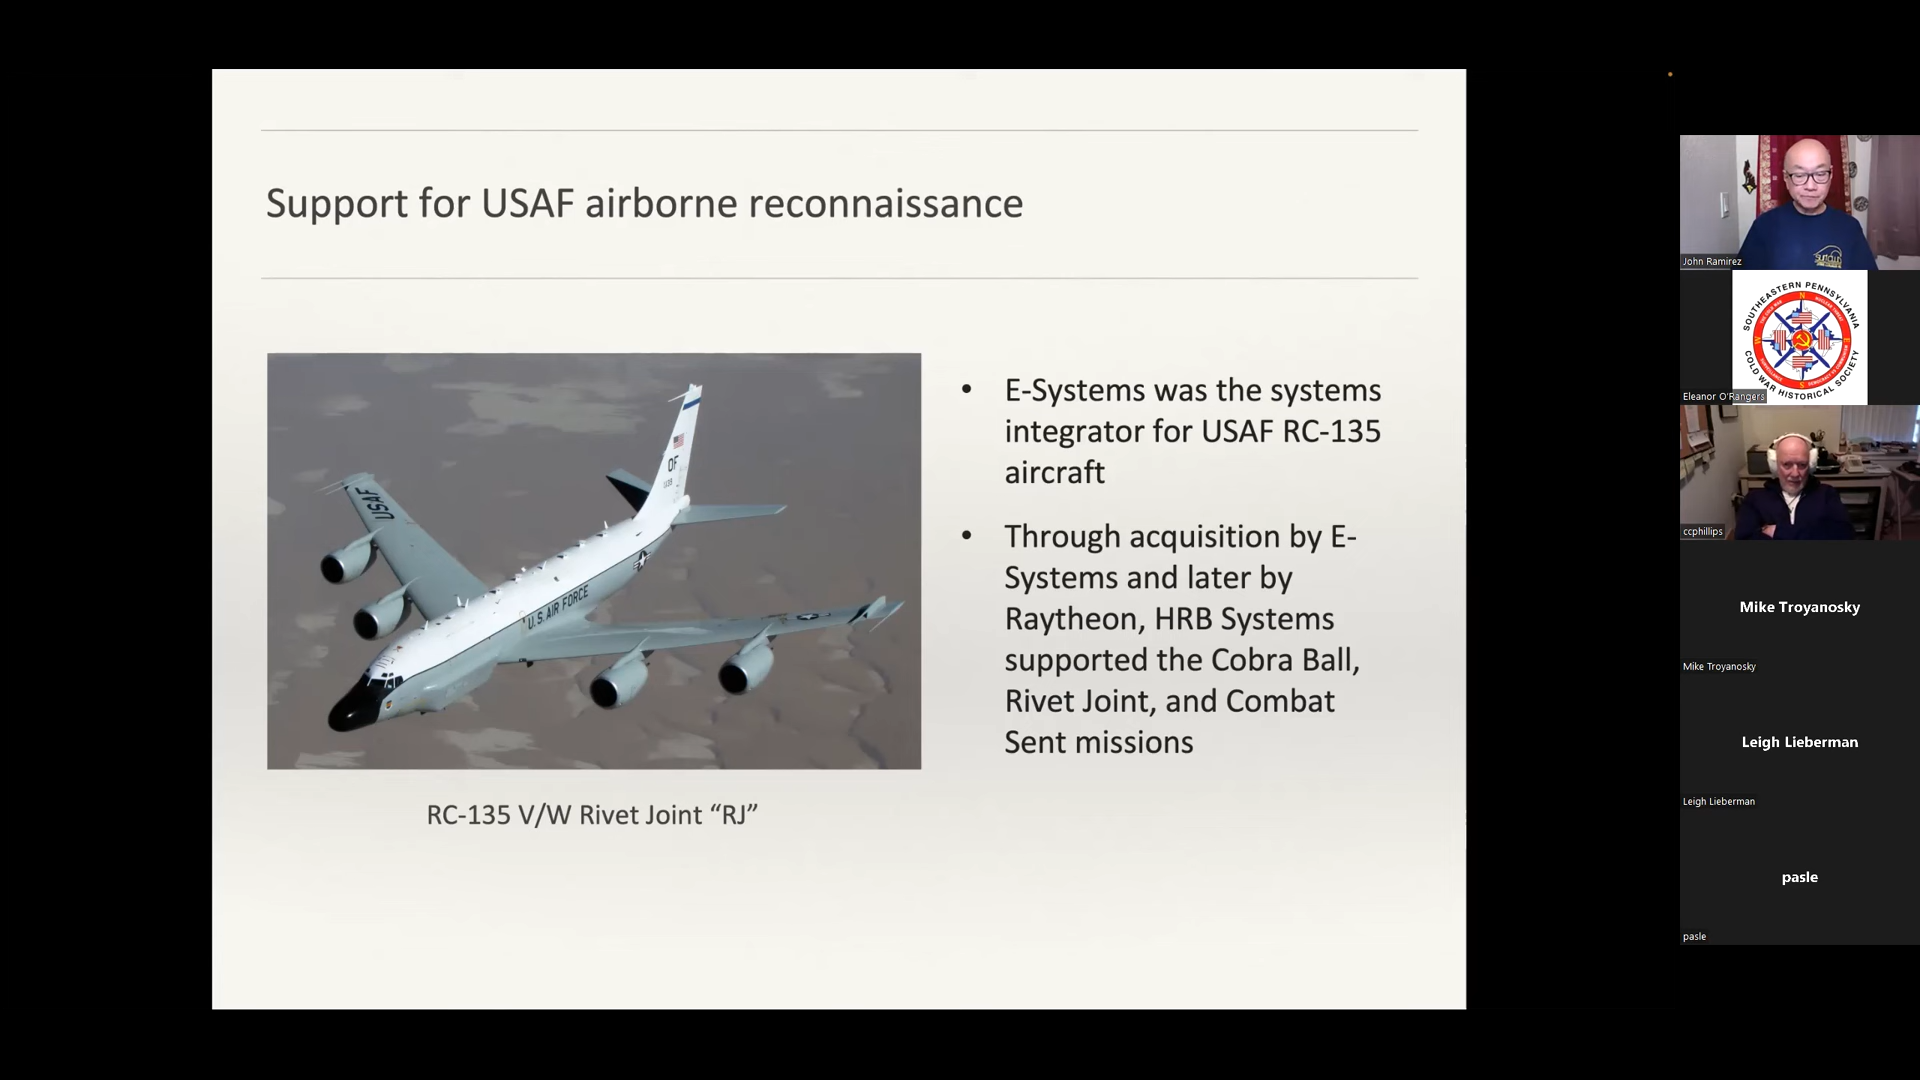 Support for USAF airborne reconnaissance
USAF
OF
U.S. AIR FORCE
RC-135 V/W Rivet Joint “RJ”
• E-Systems was the systems
integrator for USAF RC-135
aircraft
• Through acquisition by E-
Systems and later by
Raytheon, HRB Systems
supported the Cobra Ball,
Rivet Joint, and Combat
Sent missions
John Ramirez
SOUTHEASTERN PENNSYLVANIA
COLD WAR HISTORICAL SOCIETY
N
W
E
S
Eleanor O'Rangers
ccphillips
Mike Troyanosky
Mike Troyanosky
Leigh Lieberman
Leigh Lieberman
pasle
pasle